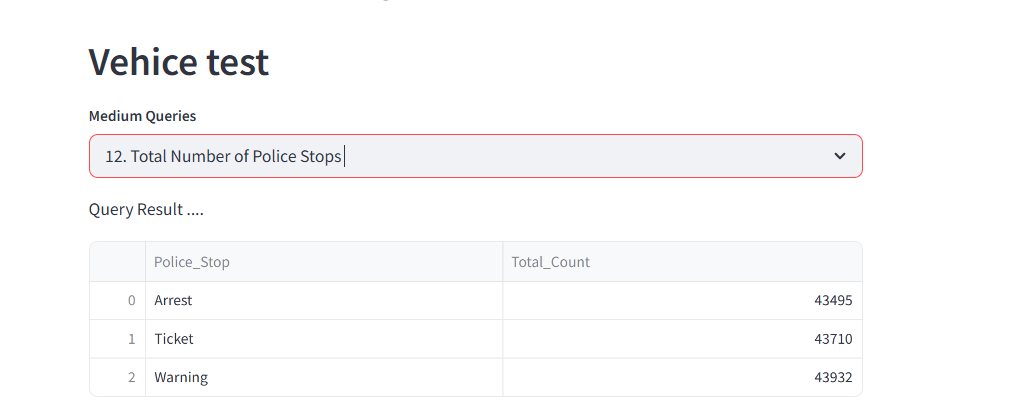 Vehice test
Medium Queries
12. Total Number of Police Stops
Query Result ....
Police_Stop Total_Count
0 Arrest 43495
1 Ticket 43710
2 Warning 43932